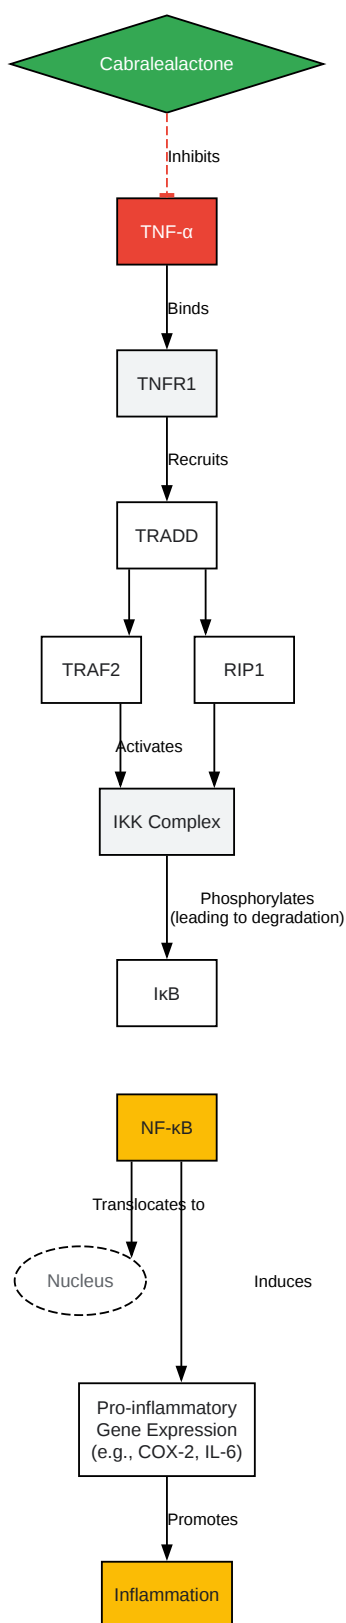 Cabralealactone
Inhibits
TNF-α
Binds
TNFR1
Recruits
TRADD
TRAF2
RIP1
Activates
IKK Complex
Phosphorylates
(leading to degradation)
IκB
NF-κB
Translocates to
Nucleus
Induces
Pro-inflammatory
Gene Expression
(e.g., COX-2, IL-6)
Promotes
Inflammation